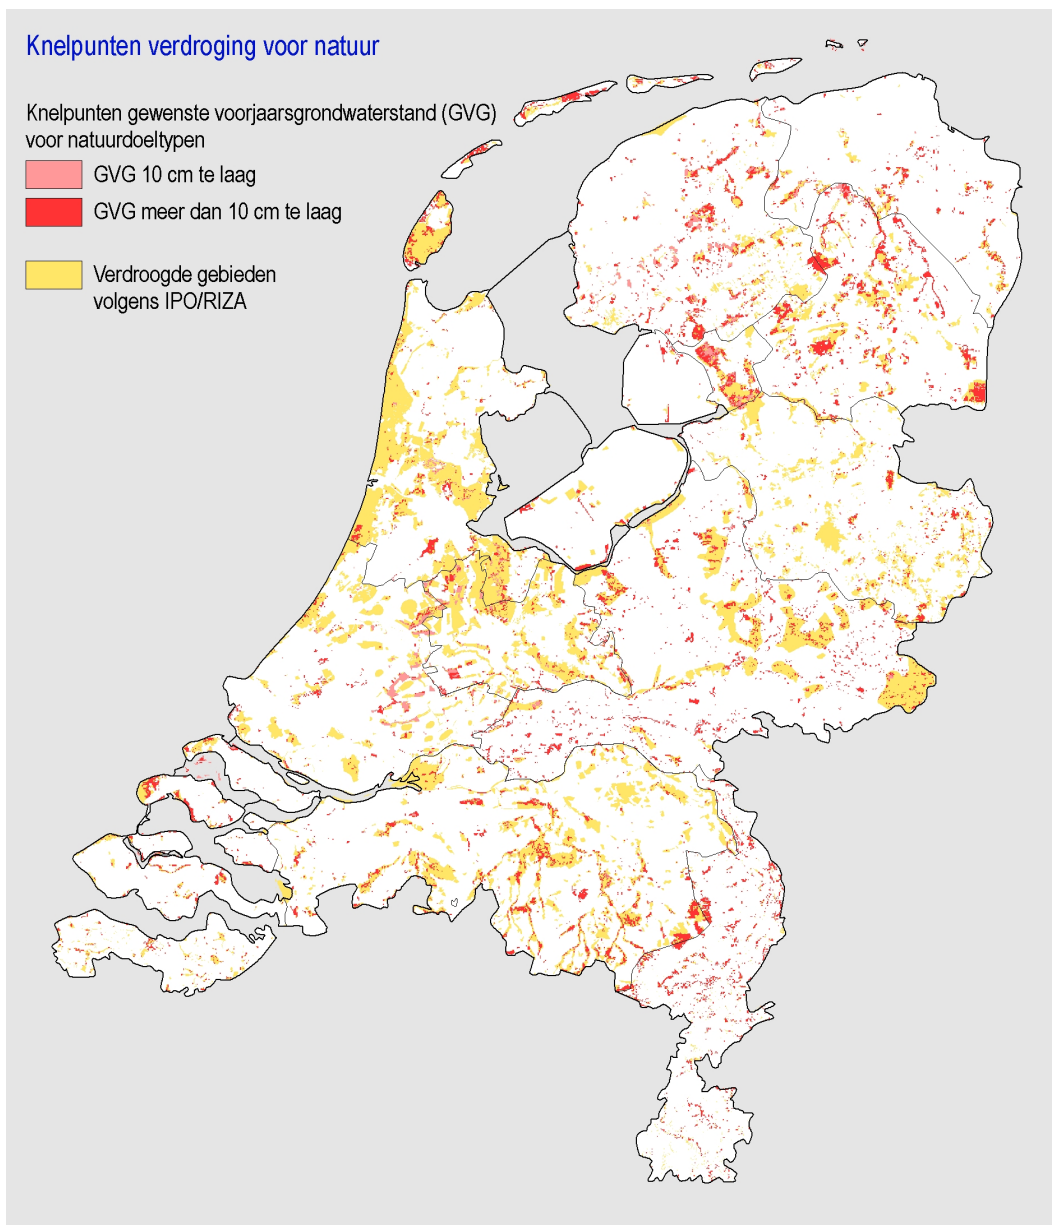 Knelpunten verdroging voor natuur
Knelpunten gewenste voorjaarsgrondwaterstand (GVG)
voor natuurdoeltypen
GVG 10 cm te laag
GVG meer dan 10 cm te laag
Verdroogde gebieden
volgens IPO/RIZA